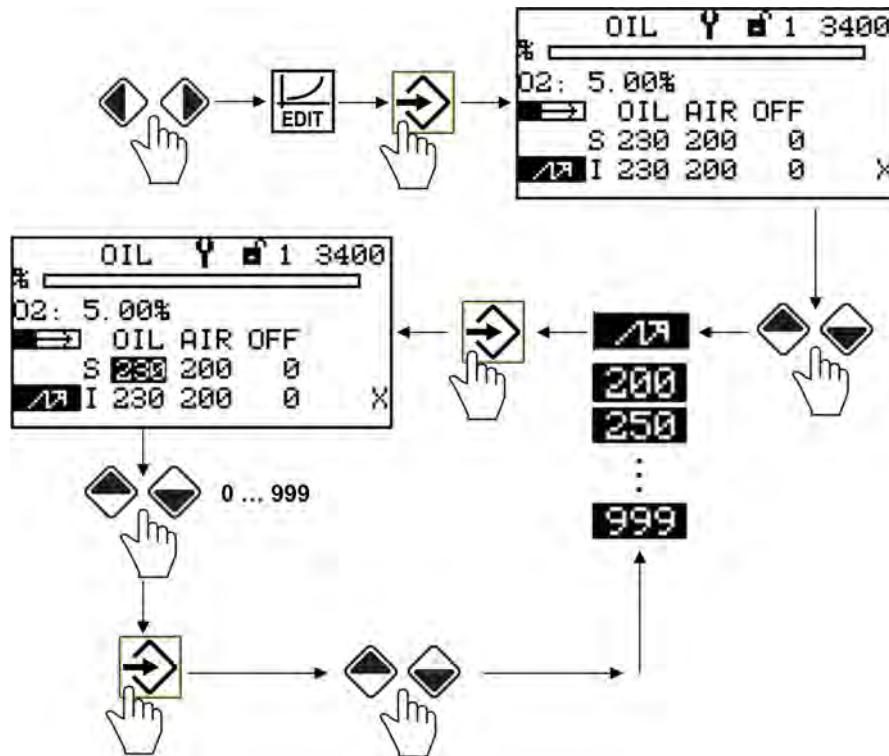 OIL 1 3400
%
O2: 5.00%
OIL AIR OFF
S 230 200 0
I 230 200 0 X
EDIT
OIL 1 3400
%
O2: 5.00%
OIL AIR OFF
S 230 200 0
I 230 200 0 X
200
250
⋮
999
0 ... 999